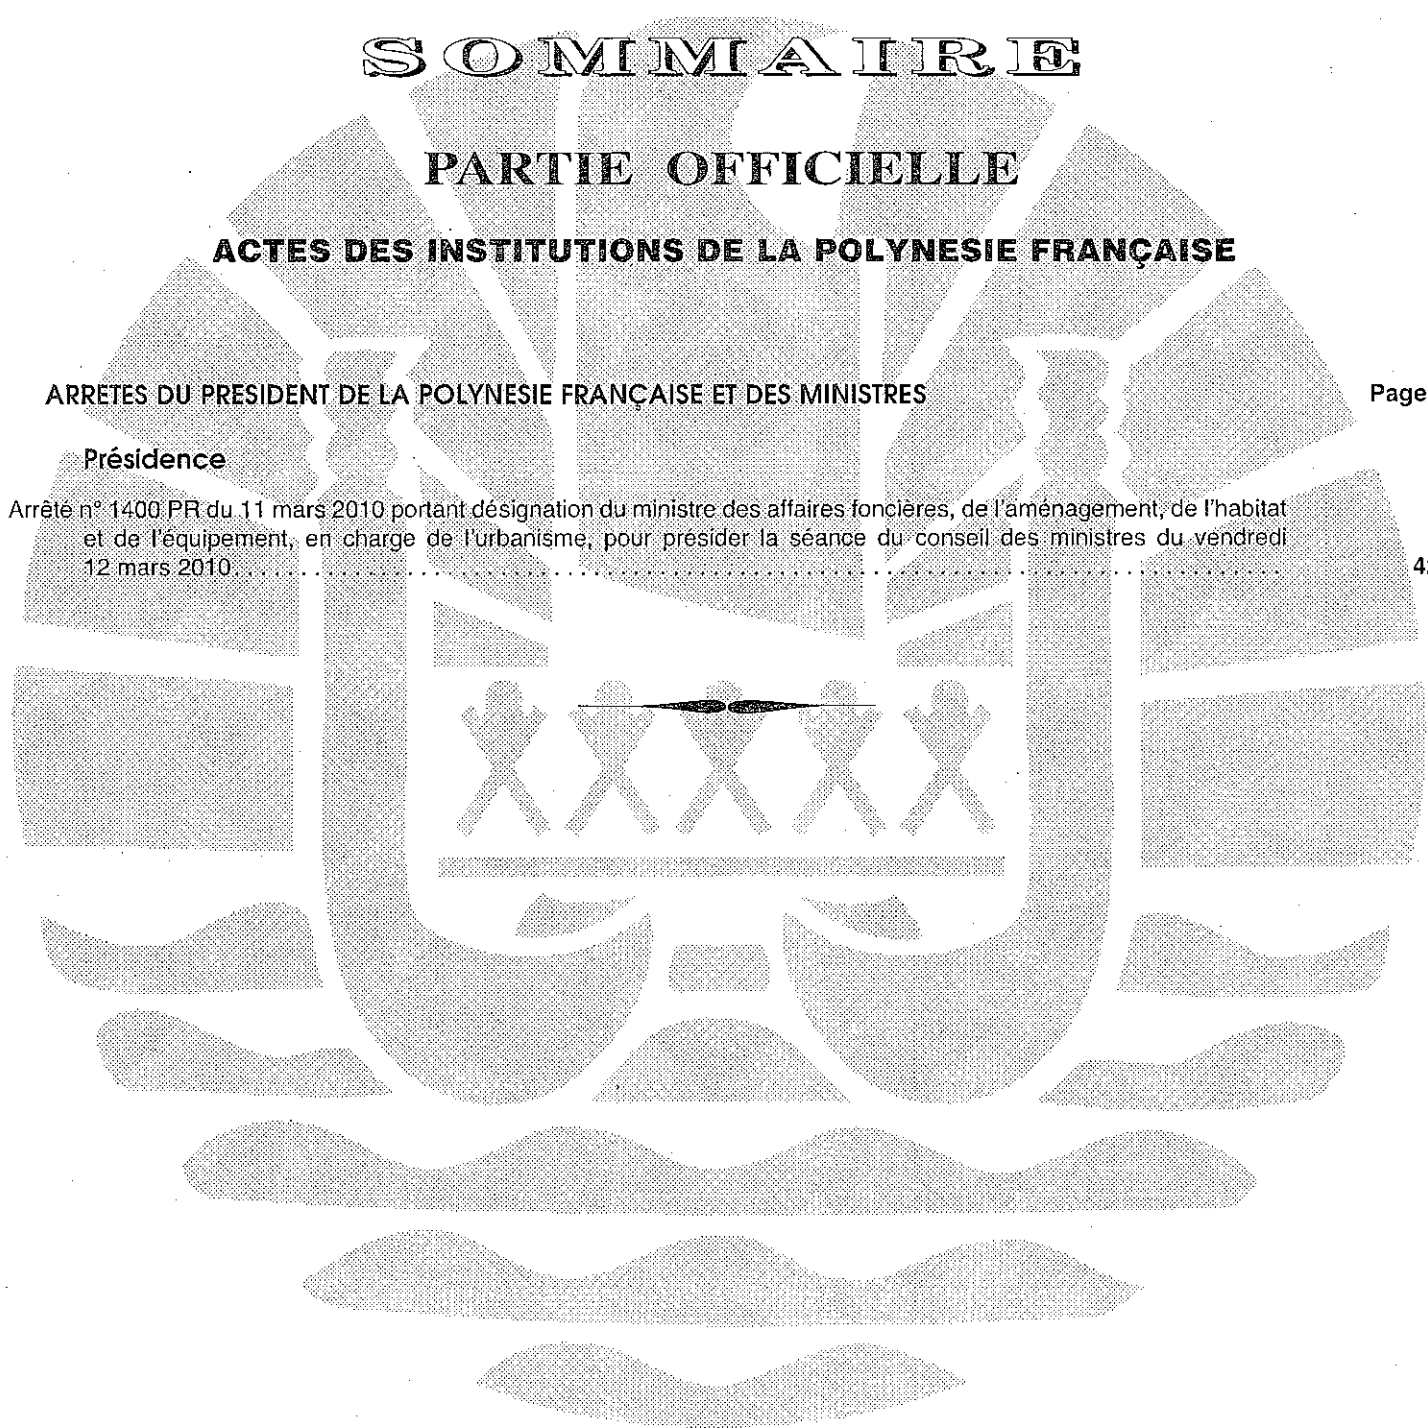 SOMMAIRE
PARTIE OFFICIELLE
ACTES DES INSTITUTIONS DE LA POLYNESIE FRANÇAISE
ARRETES DU PRESIDENT DE LA POLYNESIE FRANÇAISE ET DES MINISTRES Page
Présidence
Arrêté n° 1400 PR du 11 mars 2010 portant désignation du ministre des affaires foncières, de l'aménagement, de l'habitat
et de l'équipement, en charge de l'urbanisme, pour présider la séance du conseil des ministres du vendredi
12 mars 2010